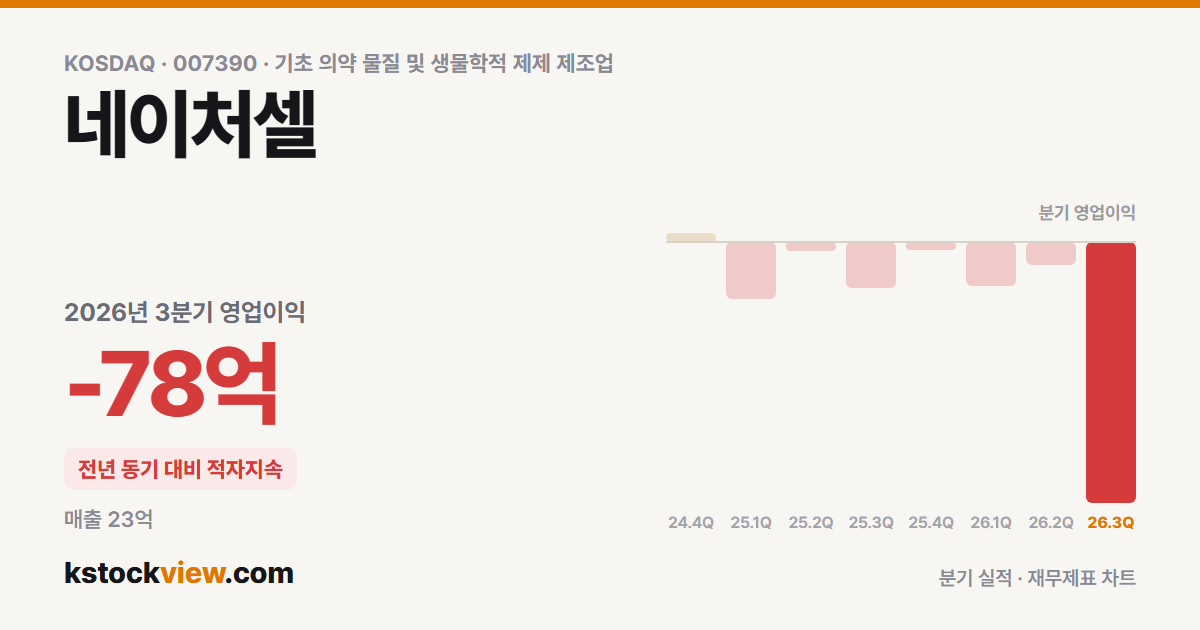 KOSDAQ · 007390 · 기초 의약 물질 및 생물학적 제제 제조업
네이처셀
분기 영업이익
2026년 3분기 영업이익
-78억
전년 동기 대비 적자지속
매출 23억
24.4Q 25.1Q 25.2Q 25.3Q 25.4Q 26.1Q 26.2Q 26.3Q
kstockview.com
분기 실적 · 재무제표 차트